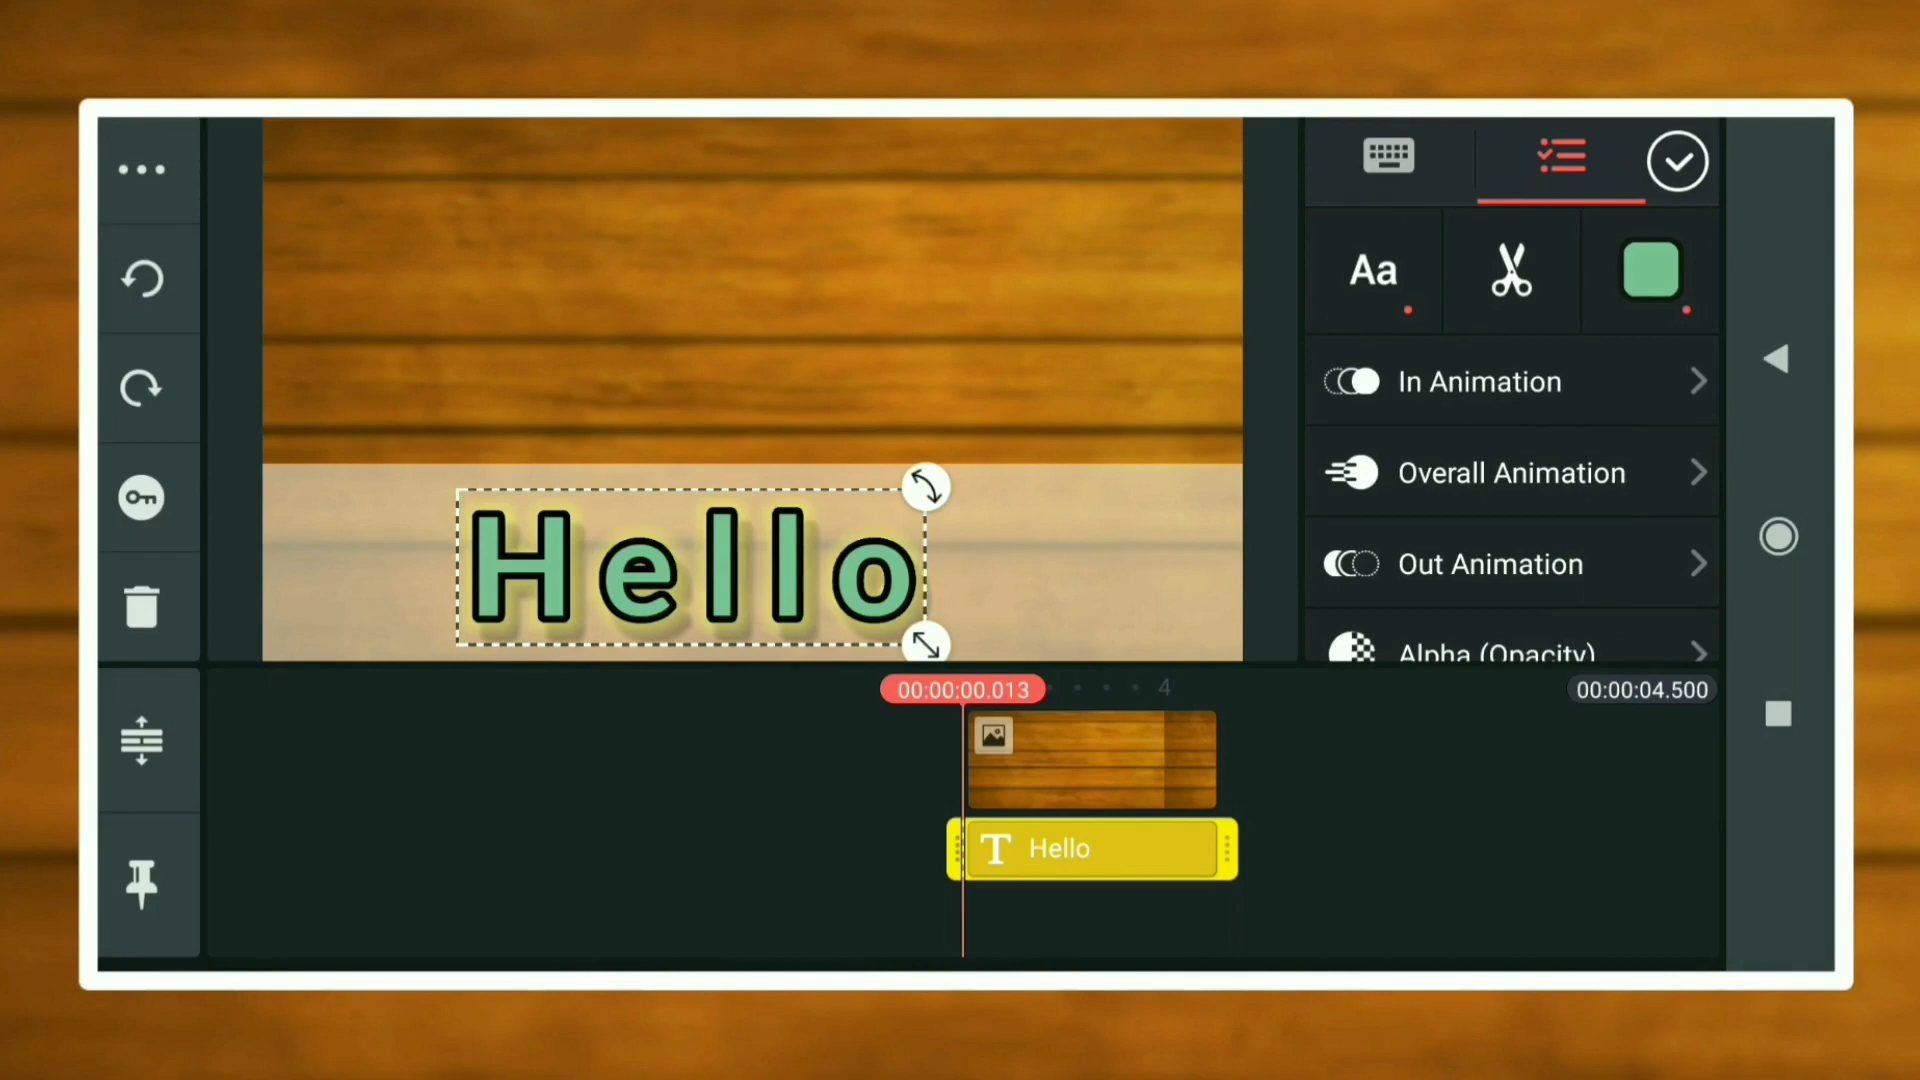 Aa
In Animation
Overall Animation
Hello
Out Animation
Alpha (Opacity)
00:00:00.013
4
00:00:04.500
T Hello